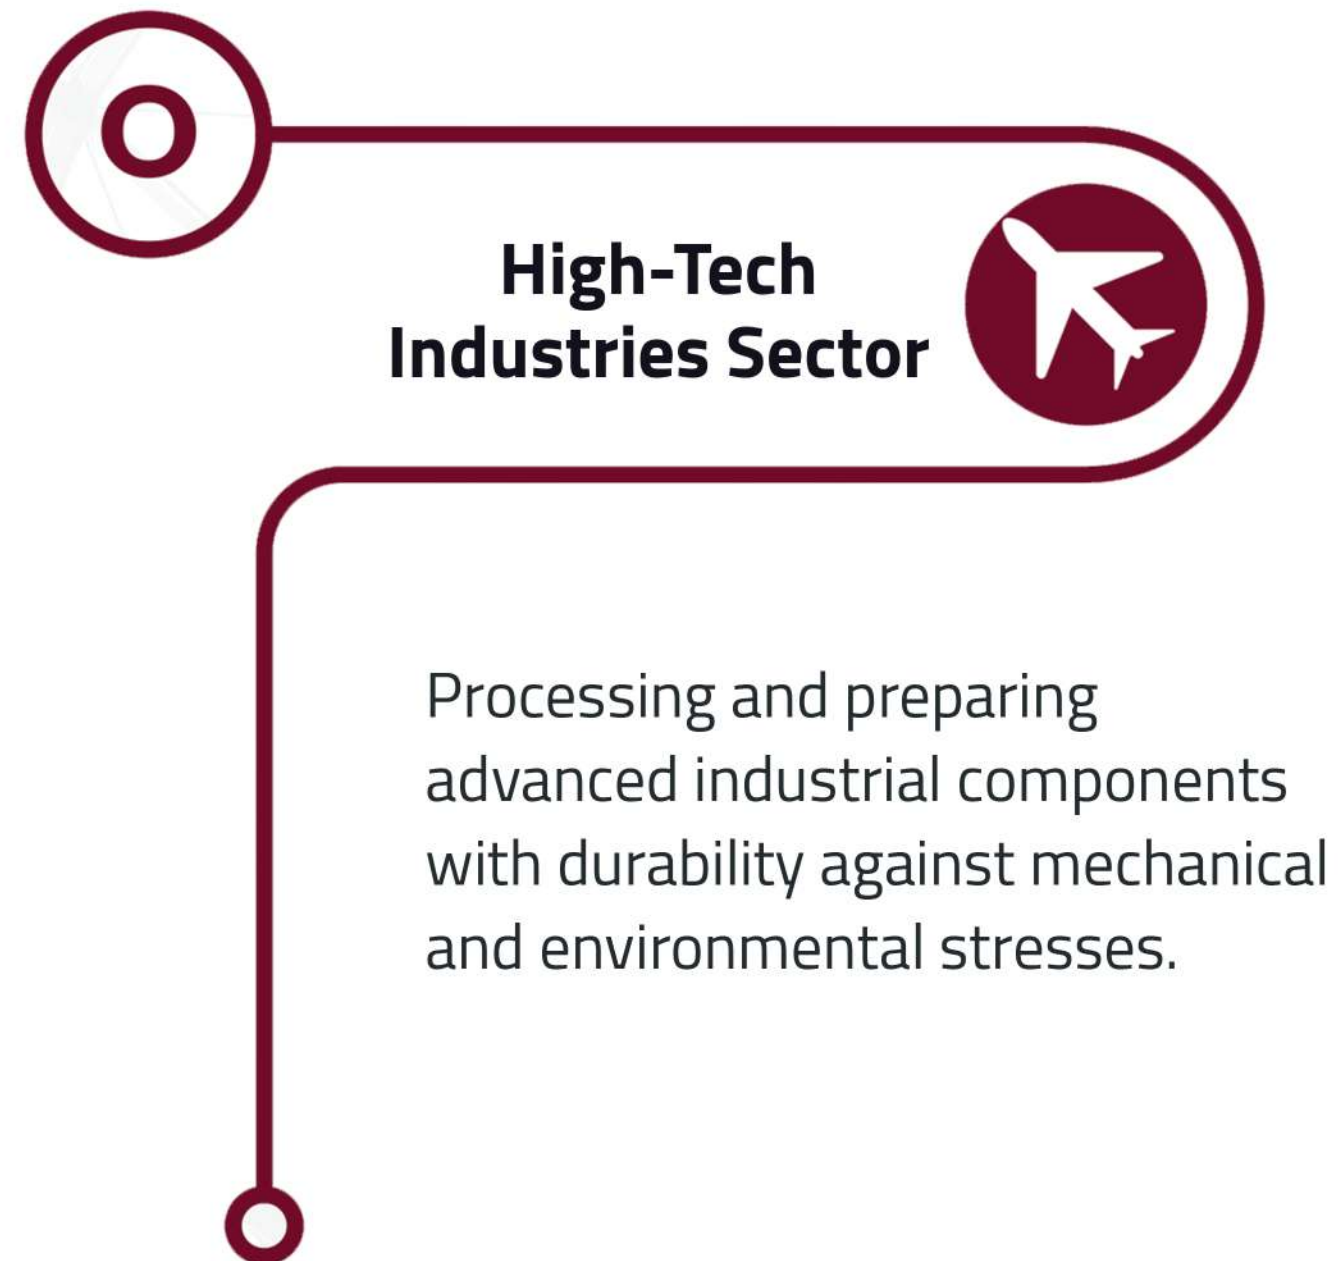 O
High-Tech
Industries Sector
Processing and preparing
advanced industrial components
with durability against mechanical
and environmental stresses.